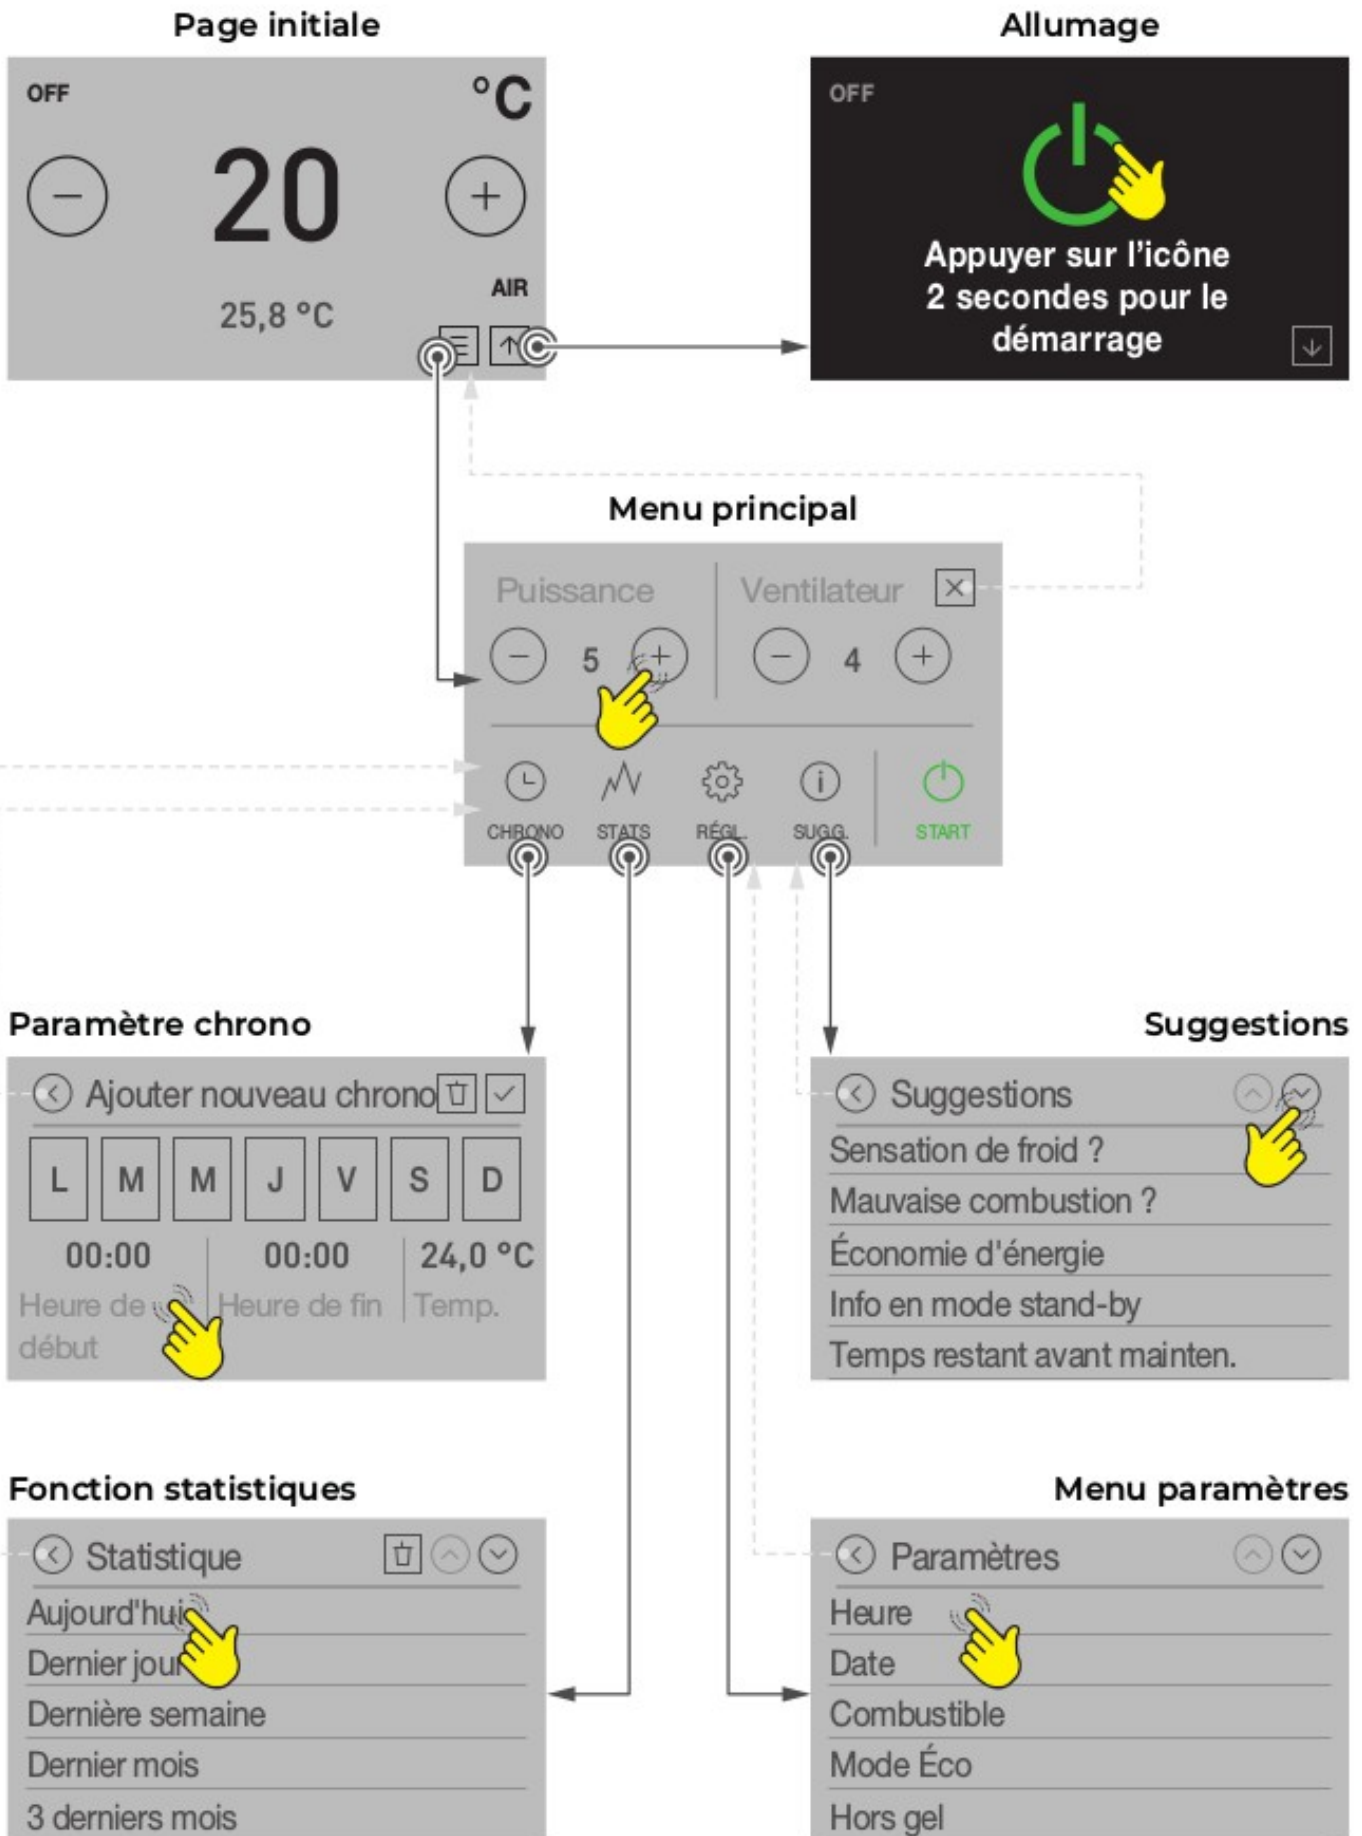 Page initiale
OFF
°C
20
25,8 °C
AIR
Allumage
OFF
Appuyer sur l'icône
2 secondes pour le
démarrage
Menu principal
Puissance
Ventilateur
5
4
CHRONO STATS RÉGL. SUGG. START
Paramètre chrono
Ajouter nouveau chrono
L M M J V S D
00:00 00:00 24,0 °C
Heure de début
Heure de fin
Temp.
Suggestions
Suggestions
Sensation de froid ?
Mauvaise combustion ?
Économie d'énergie
Info en mode stand-by
Temps restant avant mainten.
Fonction statistiques
Statistique
Aujourd'hui
Dernier jour
Dernière semaine
Dernier mois
3 derniers mois
Menu paramètres
Paramètres
Heure
Date
Combustible
Mode Éco
Hors gel